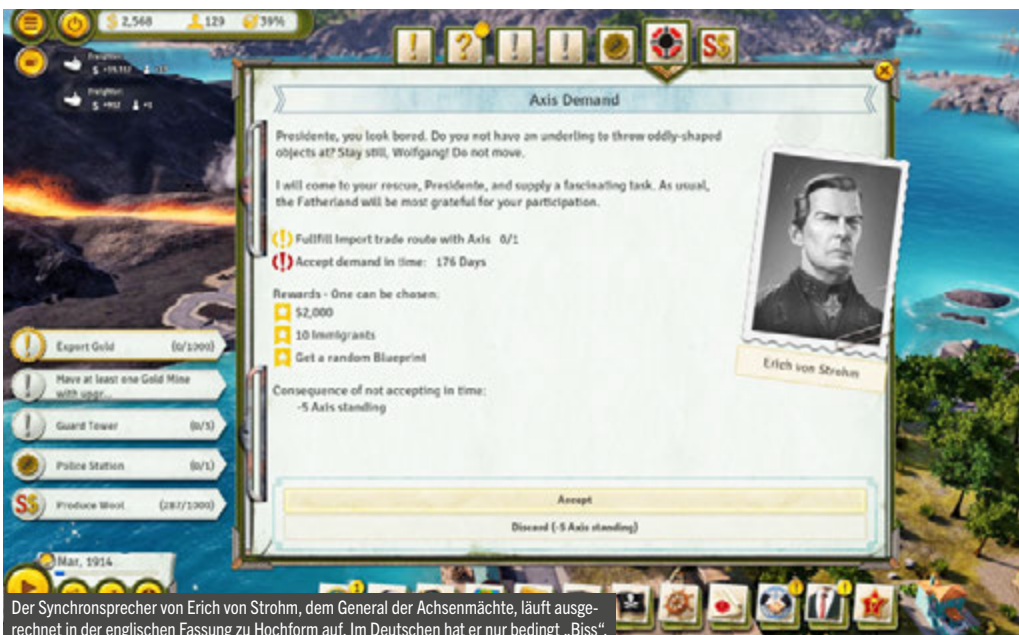 $ 2,568 129 39%
Axis Demand
Presidente, you look bored. Do you not have an underling to throw oddly-shaped
objects at? Stay still, Wolfgang! Do not move.
I will come to your rescue, Presidente, and supply a fascinating task. As usual,
the Fatherland will be most grateful for your participation.
Fullfill Import trade route with Axis 0/1
Accept demand in time: 176 Days
Rewards - One can be chosen:
$2,000
10 Immigrants
Get a random Blueprint
Consequence of not accepting in time:
-5 Axis standing
Accept
Discard (-5 Axis standing)
Erich von Strohm
Export Gold (0/1000)
Have at least one Gold Mine
with upgr...
Guard Tower (0/3)
Police Station (0/1)
Produce Wool (287/1000)
Mar, 1914
Der Synchronsprecher von Erich von Strohm, dem General der Achsenmächte, läuft ausge-
rechnet in der englischen Fassung zu Hochform auf. Im Deutschen hat er nur bedingt „Biss“.